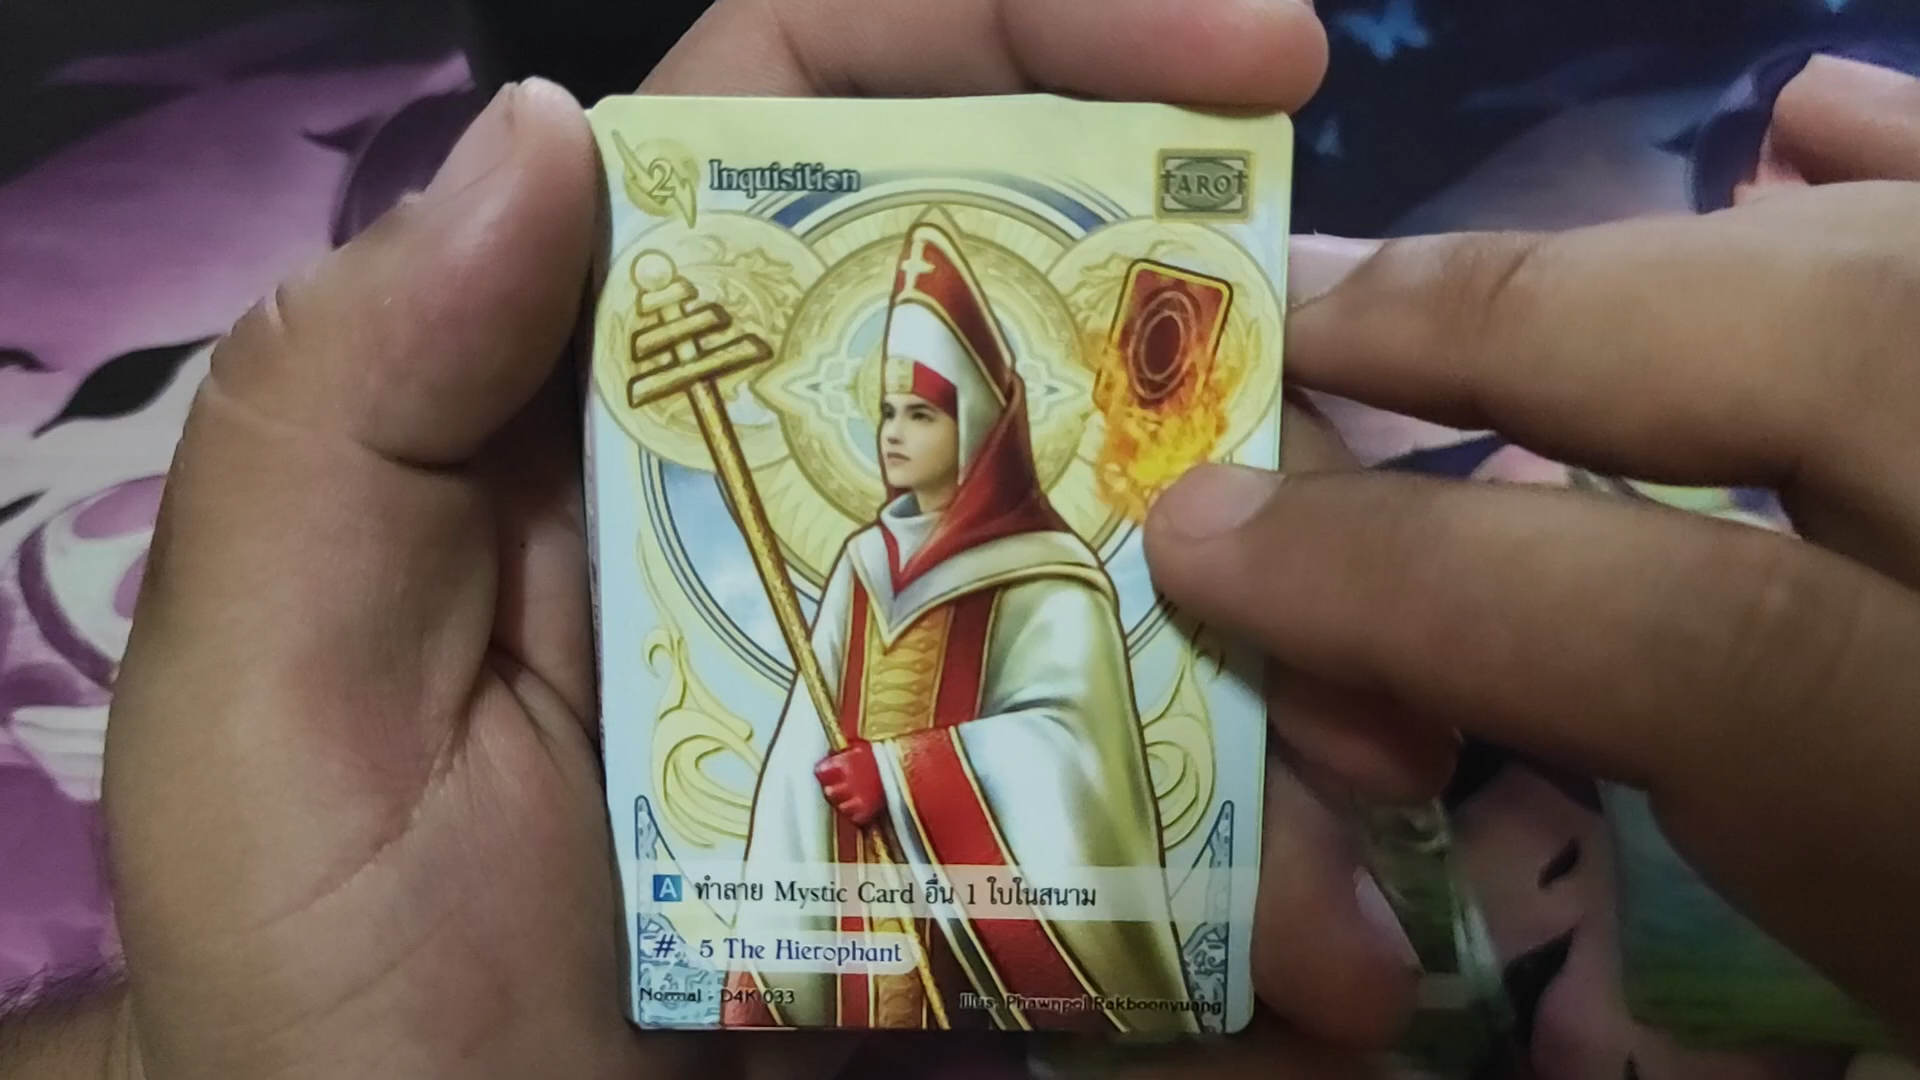 2 Inquisition
TAROT
A ทำลาย Mystic Card อื่น 1 ใบในสนาม
# 5 The Hierophant
Normal - D4K 033
Illus. Phawnpol Rakboonyuang